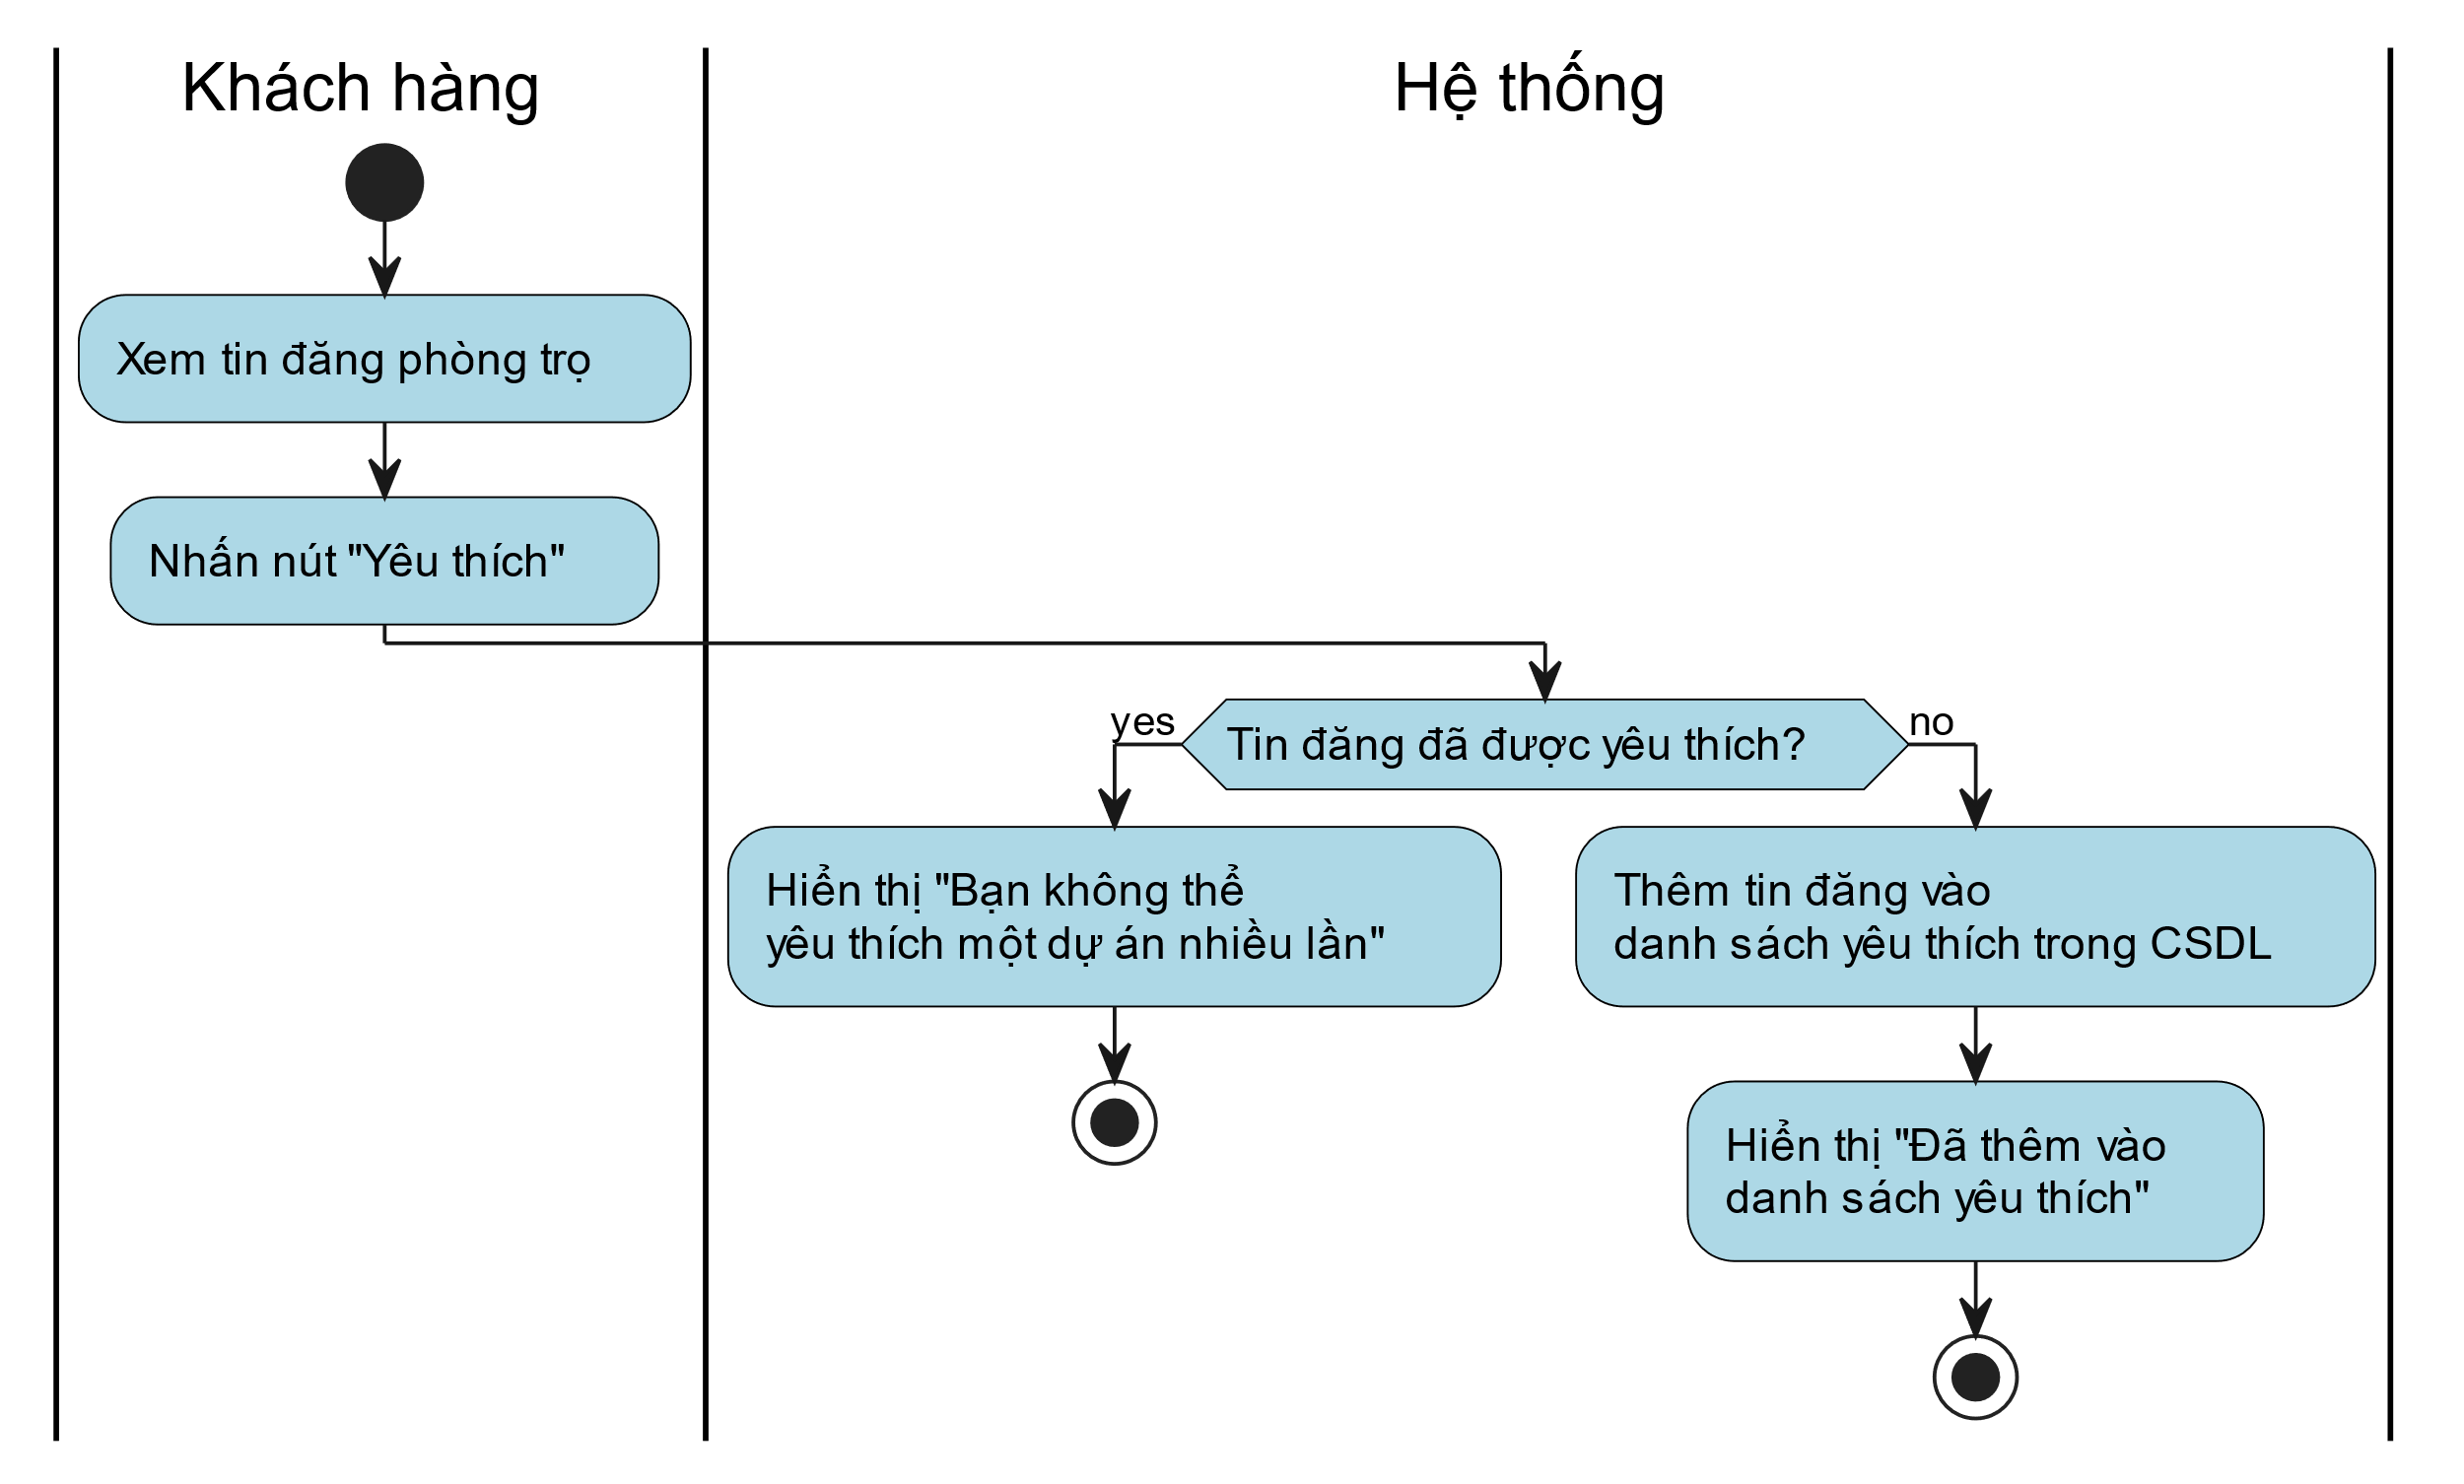 Khách hàng
Hệ thống
Xem tin đăng phòng trọ
Nhấn nút "Yêu thích"
yes
Tin đăng đã được yêu thích?
no
Hiển thị "Bạn không thể
yêu thích một dự án nhiều lần"
Thêm tin đăng vào
danh sách yêu thích trong CSDL
Hiển thị "Đã thêm vào
danh sách yêu thích"